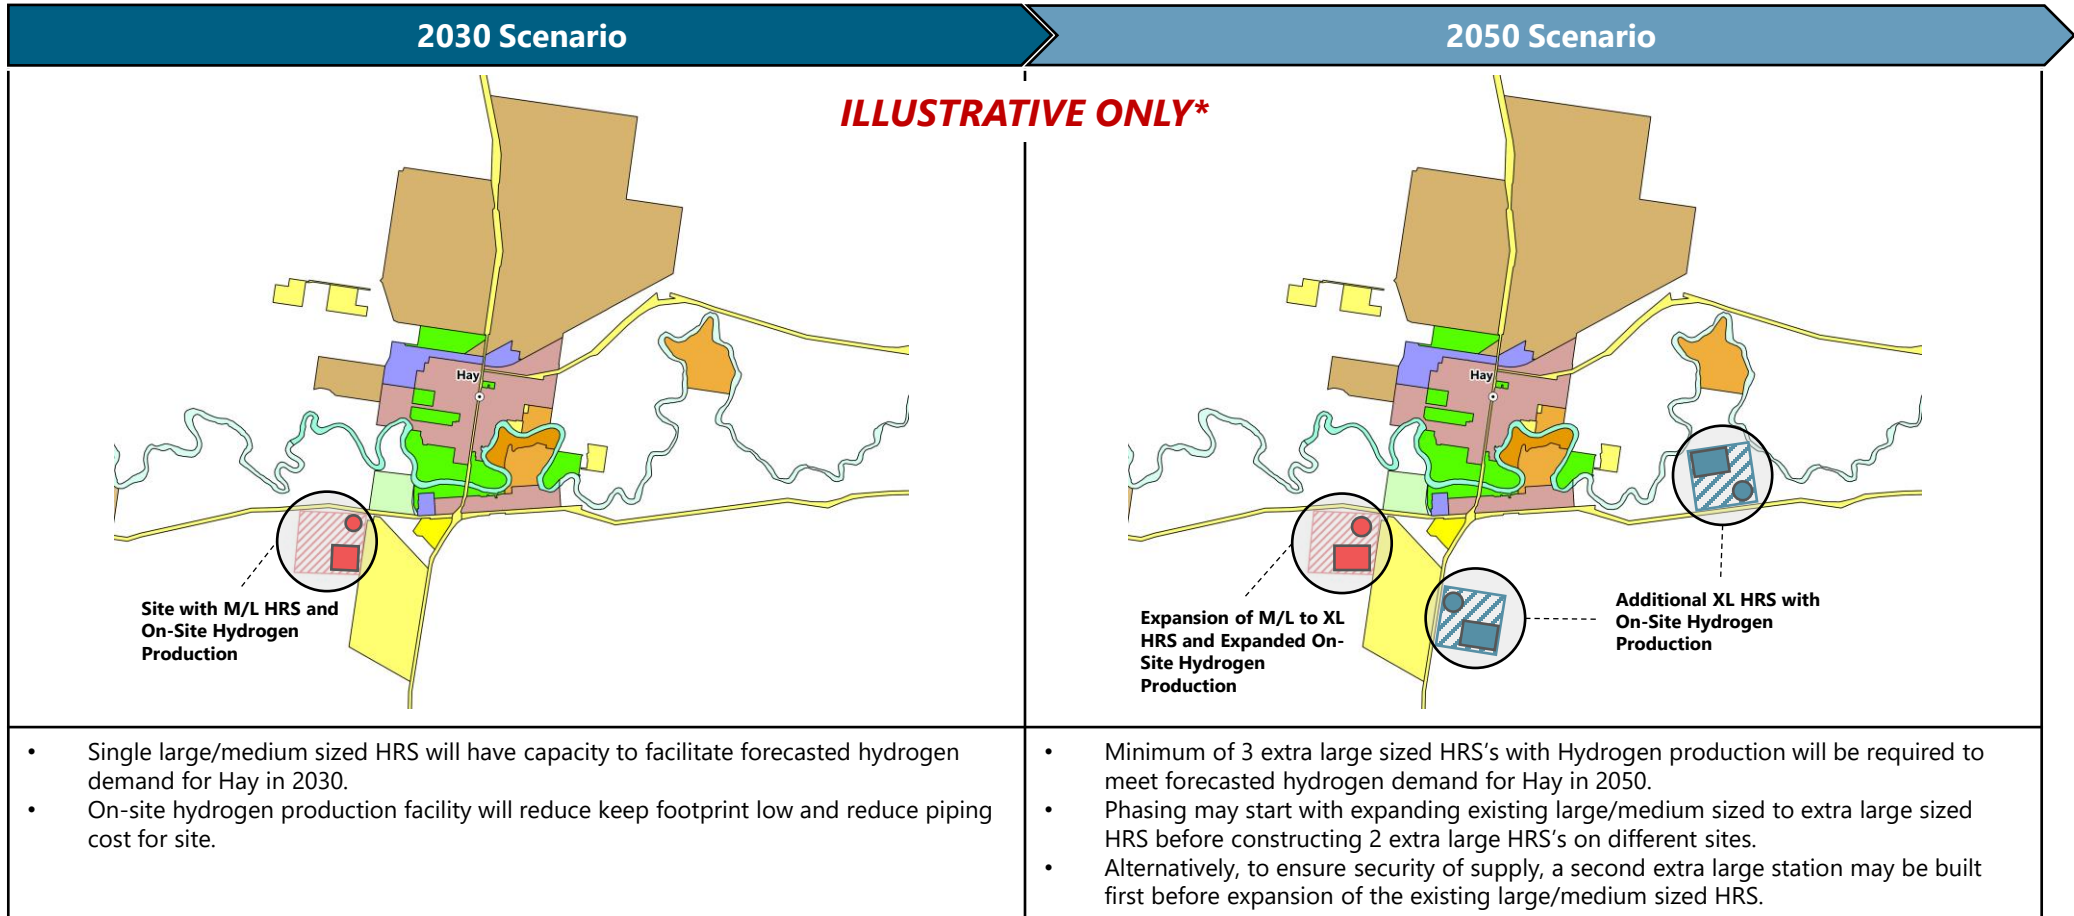 2030 Scenario
2050 Scenario
ILLUSTRATIVE ONLY*
Hay
Site with M/L HRS and
On-Site Hydrogen
Production
Hay
Expansion of M/L to XL
HRS and Expanded On-
Site Hydrogen
Production
Additional XL HRS with
On-Site Hydrogen
Production
• Single large/medium sized HRS will have capacity to facilitate forecasted hydrogen
demand for Hay in 2030.
• On-site hydrogen production facility will reduce keep footprint low and reduce piping
cost for site.
• Minimum of 3 extra large sized HRS's with Hydrogen production will be required to
meet forecasted hydrogen demand for Hay in 2050.
• Phasing may start with expanding existing large/medium sized to extra large sized
HRS before constructing 2 extra large HRS's on different sites.
• Alternatively, to ensure security of supply, a second extra large station may be built
first before expansion of the existing large/medium sized HRS.